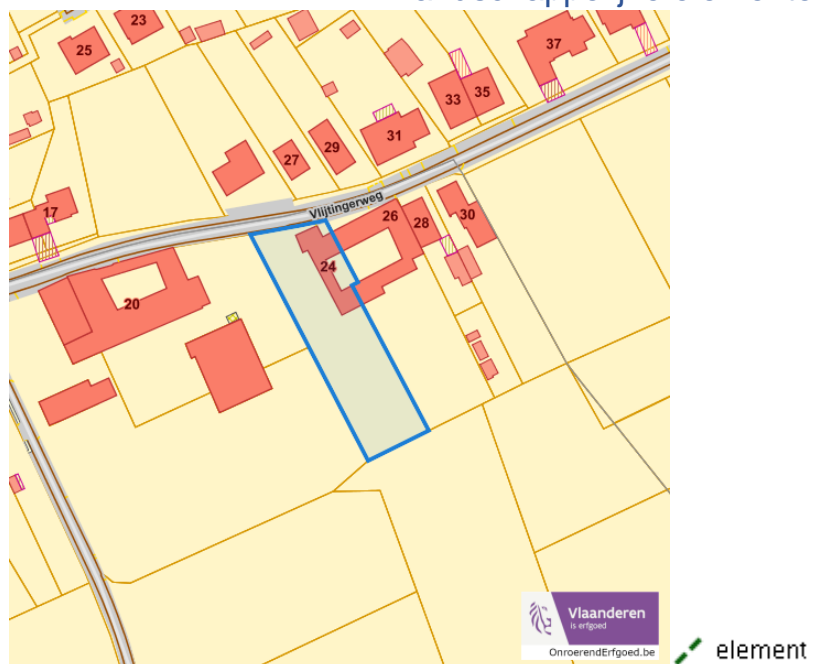 23
25
37
33
35
31
29
27
Vlijtingerweg
17
26
28
30
24
20
Vlaanderen
is erfgoed
OnroerendErfgoed.be
element